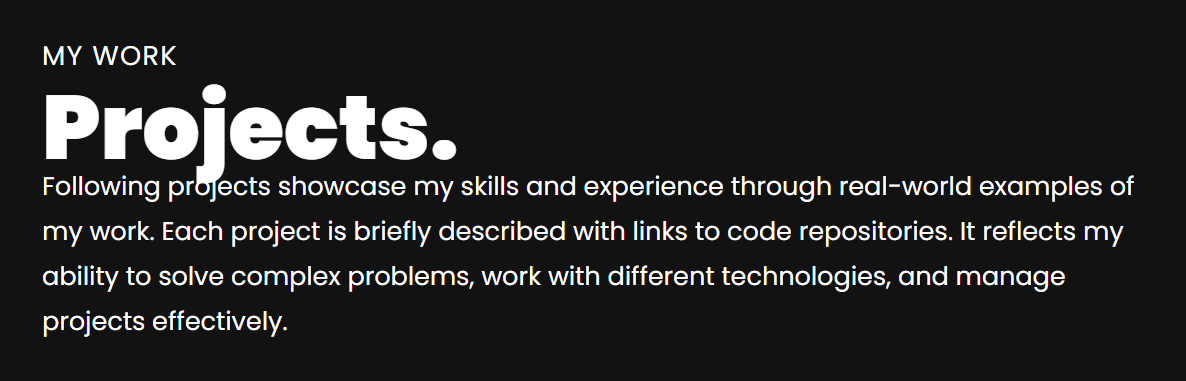 MY WORK
Projects.
Following projects showcase my skills and experience through real-world examples of
my work. Each project is briefly described with links to code repositories. It reflects my
ability to solve complex problems, work with different technologies, and manage
projects effectively.